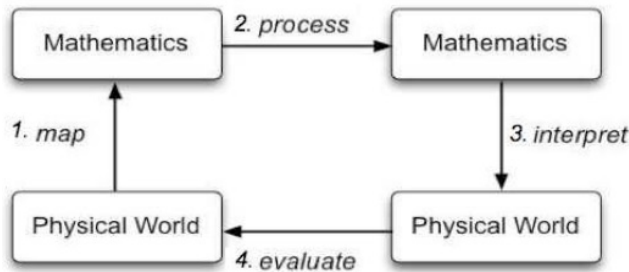 2. process
Mathematics
Mathematics
1. map
3. interpret
Physical World
Physical World
4. evaluate